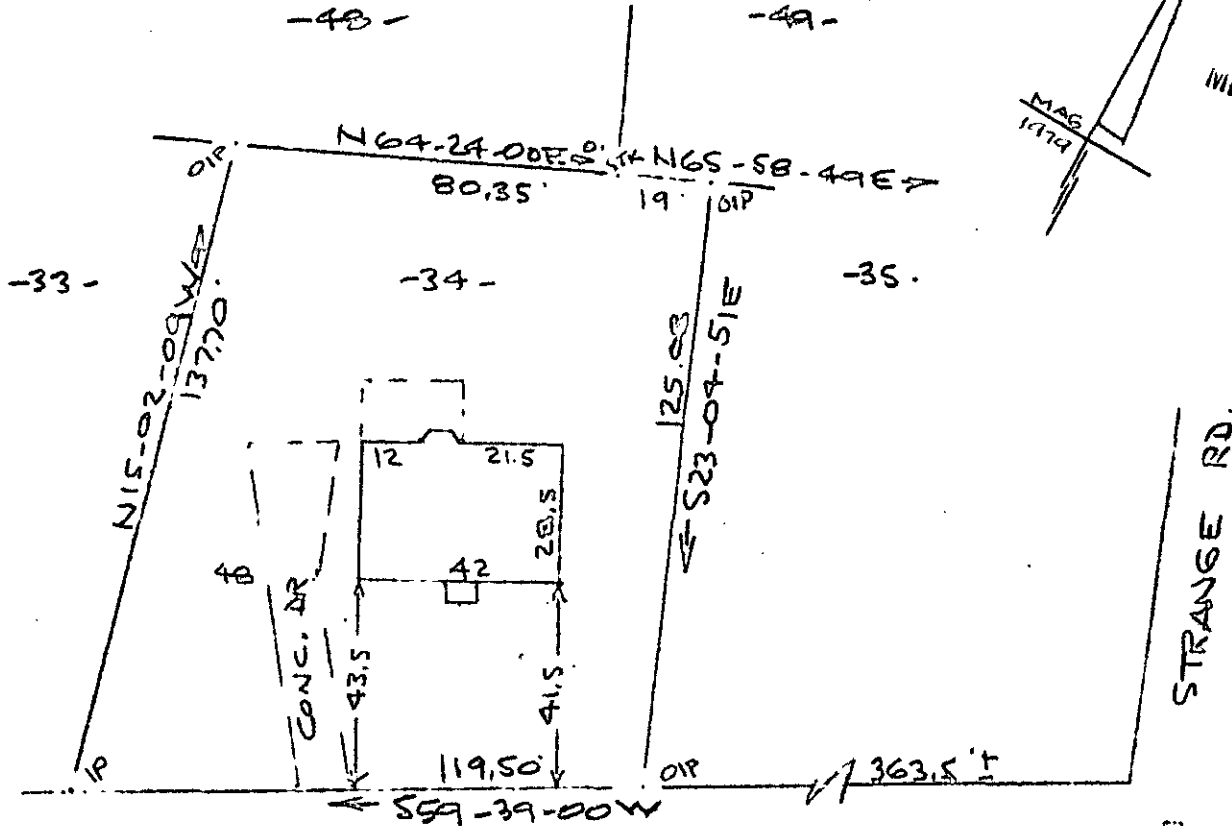 -48-
-49-
MAG
1979
N64-24-00E
N65-58-49E
OIP
80.35'
19'
OIP
-33-
-34-
-35.
N15-02-09W
137.70'
125.03
S23-04-51E
12
21.5
28.5
42
48
CONC. DR
43.5
41.5
STRANGE RD.
IP
119.50'
OIP
363.5'±
S59-39-00W